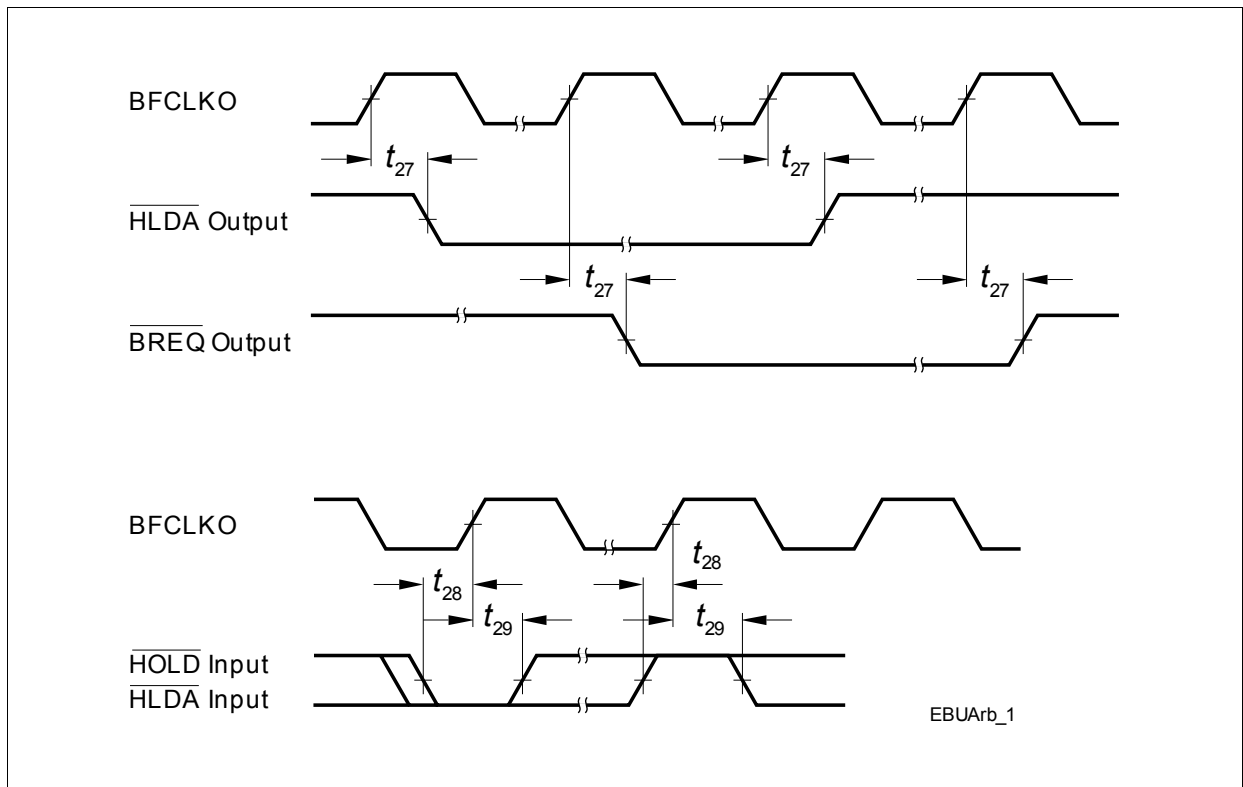 BFCLKO
t27 t27
HLDA Output
t27 t27
BREQ Output
BFCLKO
t28 t28
t29 t29
HOLD Input
HLDA Input
EBUArb_1